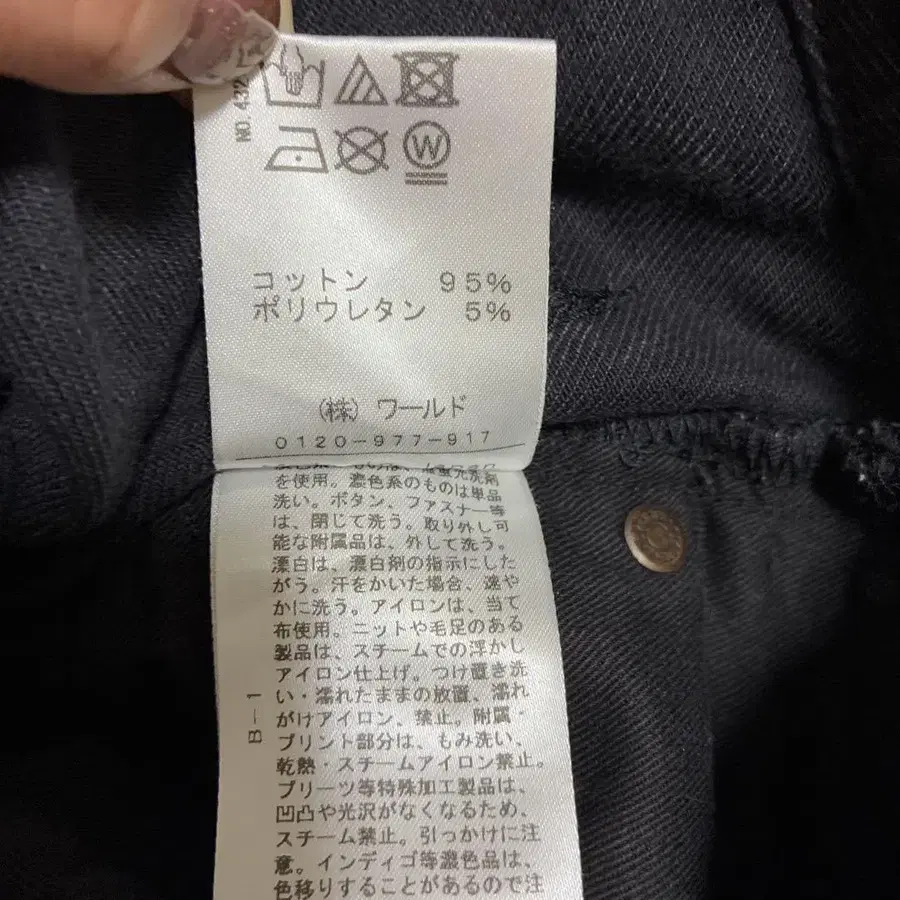 NO. 432
W
コットン 95%
ポリウレタン 5%
(株) ワールド
0120-977-917
を使用。濃色系のものは単品
洗い。ボタン、ファスナー等
は、閉じて洗う。取り外し可
能な附属品は、外して洗う。
漂白は、漂白剤の指示にした
がう。汗をかいた場合、速や
かに洗う。アイロンは、当て
布使用。ニットや毛足のある
製品は、スチームでの浮かし
アイロン仕上げ。つけ置き洗
い・濡れたままの放置、濡れ
がけアイロン、禁止。附属・
プリント部分は、もみ洗い、
乾熱・スチームアイロン禁止。
プリーツ等特殊加工製品は、
凹凸や光沢がなくなるため、
スチーム禁止。引っかけに注
意。インディゴ等濃色品は、
色移りすることがあるので注
B-1